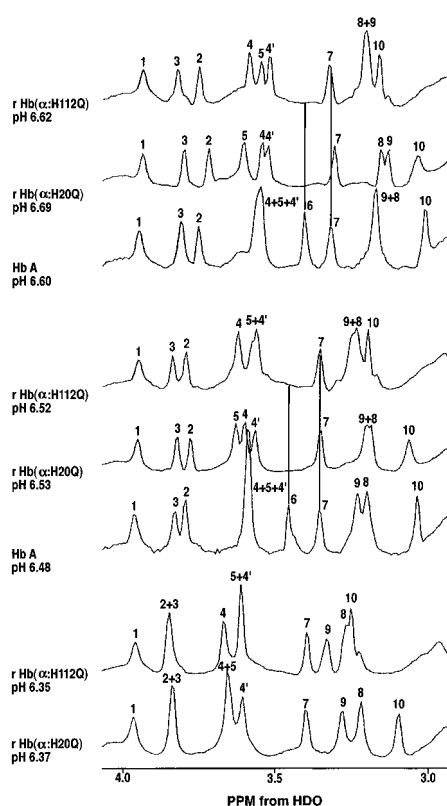 8+9
1 3 2 4 5 4' 7 10
r Hb(α:H112Q)
pH 6.62
1 3 2 5 4 4' 7 8 9 10
r Hb(α:H20Q)
pH 6.69
1 3 2 4+5+4' 6 7 9+8 10
Hb A
pH 6.60
1 3 2 4 5+4' 7 9+8 10
r Hb(α:H112Q)
pH 6.52
1 3 2 5 4 4' 7 9+8 10
r Hb(α:H20Q)
pH 6.53
1 3 2 4+5+4' 6 7 9 8 10
Hb A
pH 6.48
1 2+3 4 5+4' 7 9 8 10
r Hb(α:H112Q)
pH 6.35
1 2+3 4+5 4' 7 9 8 10
r Hb(α:H20Q)
pH 6.37
4.0 3.5 3.0
PPM from HDO